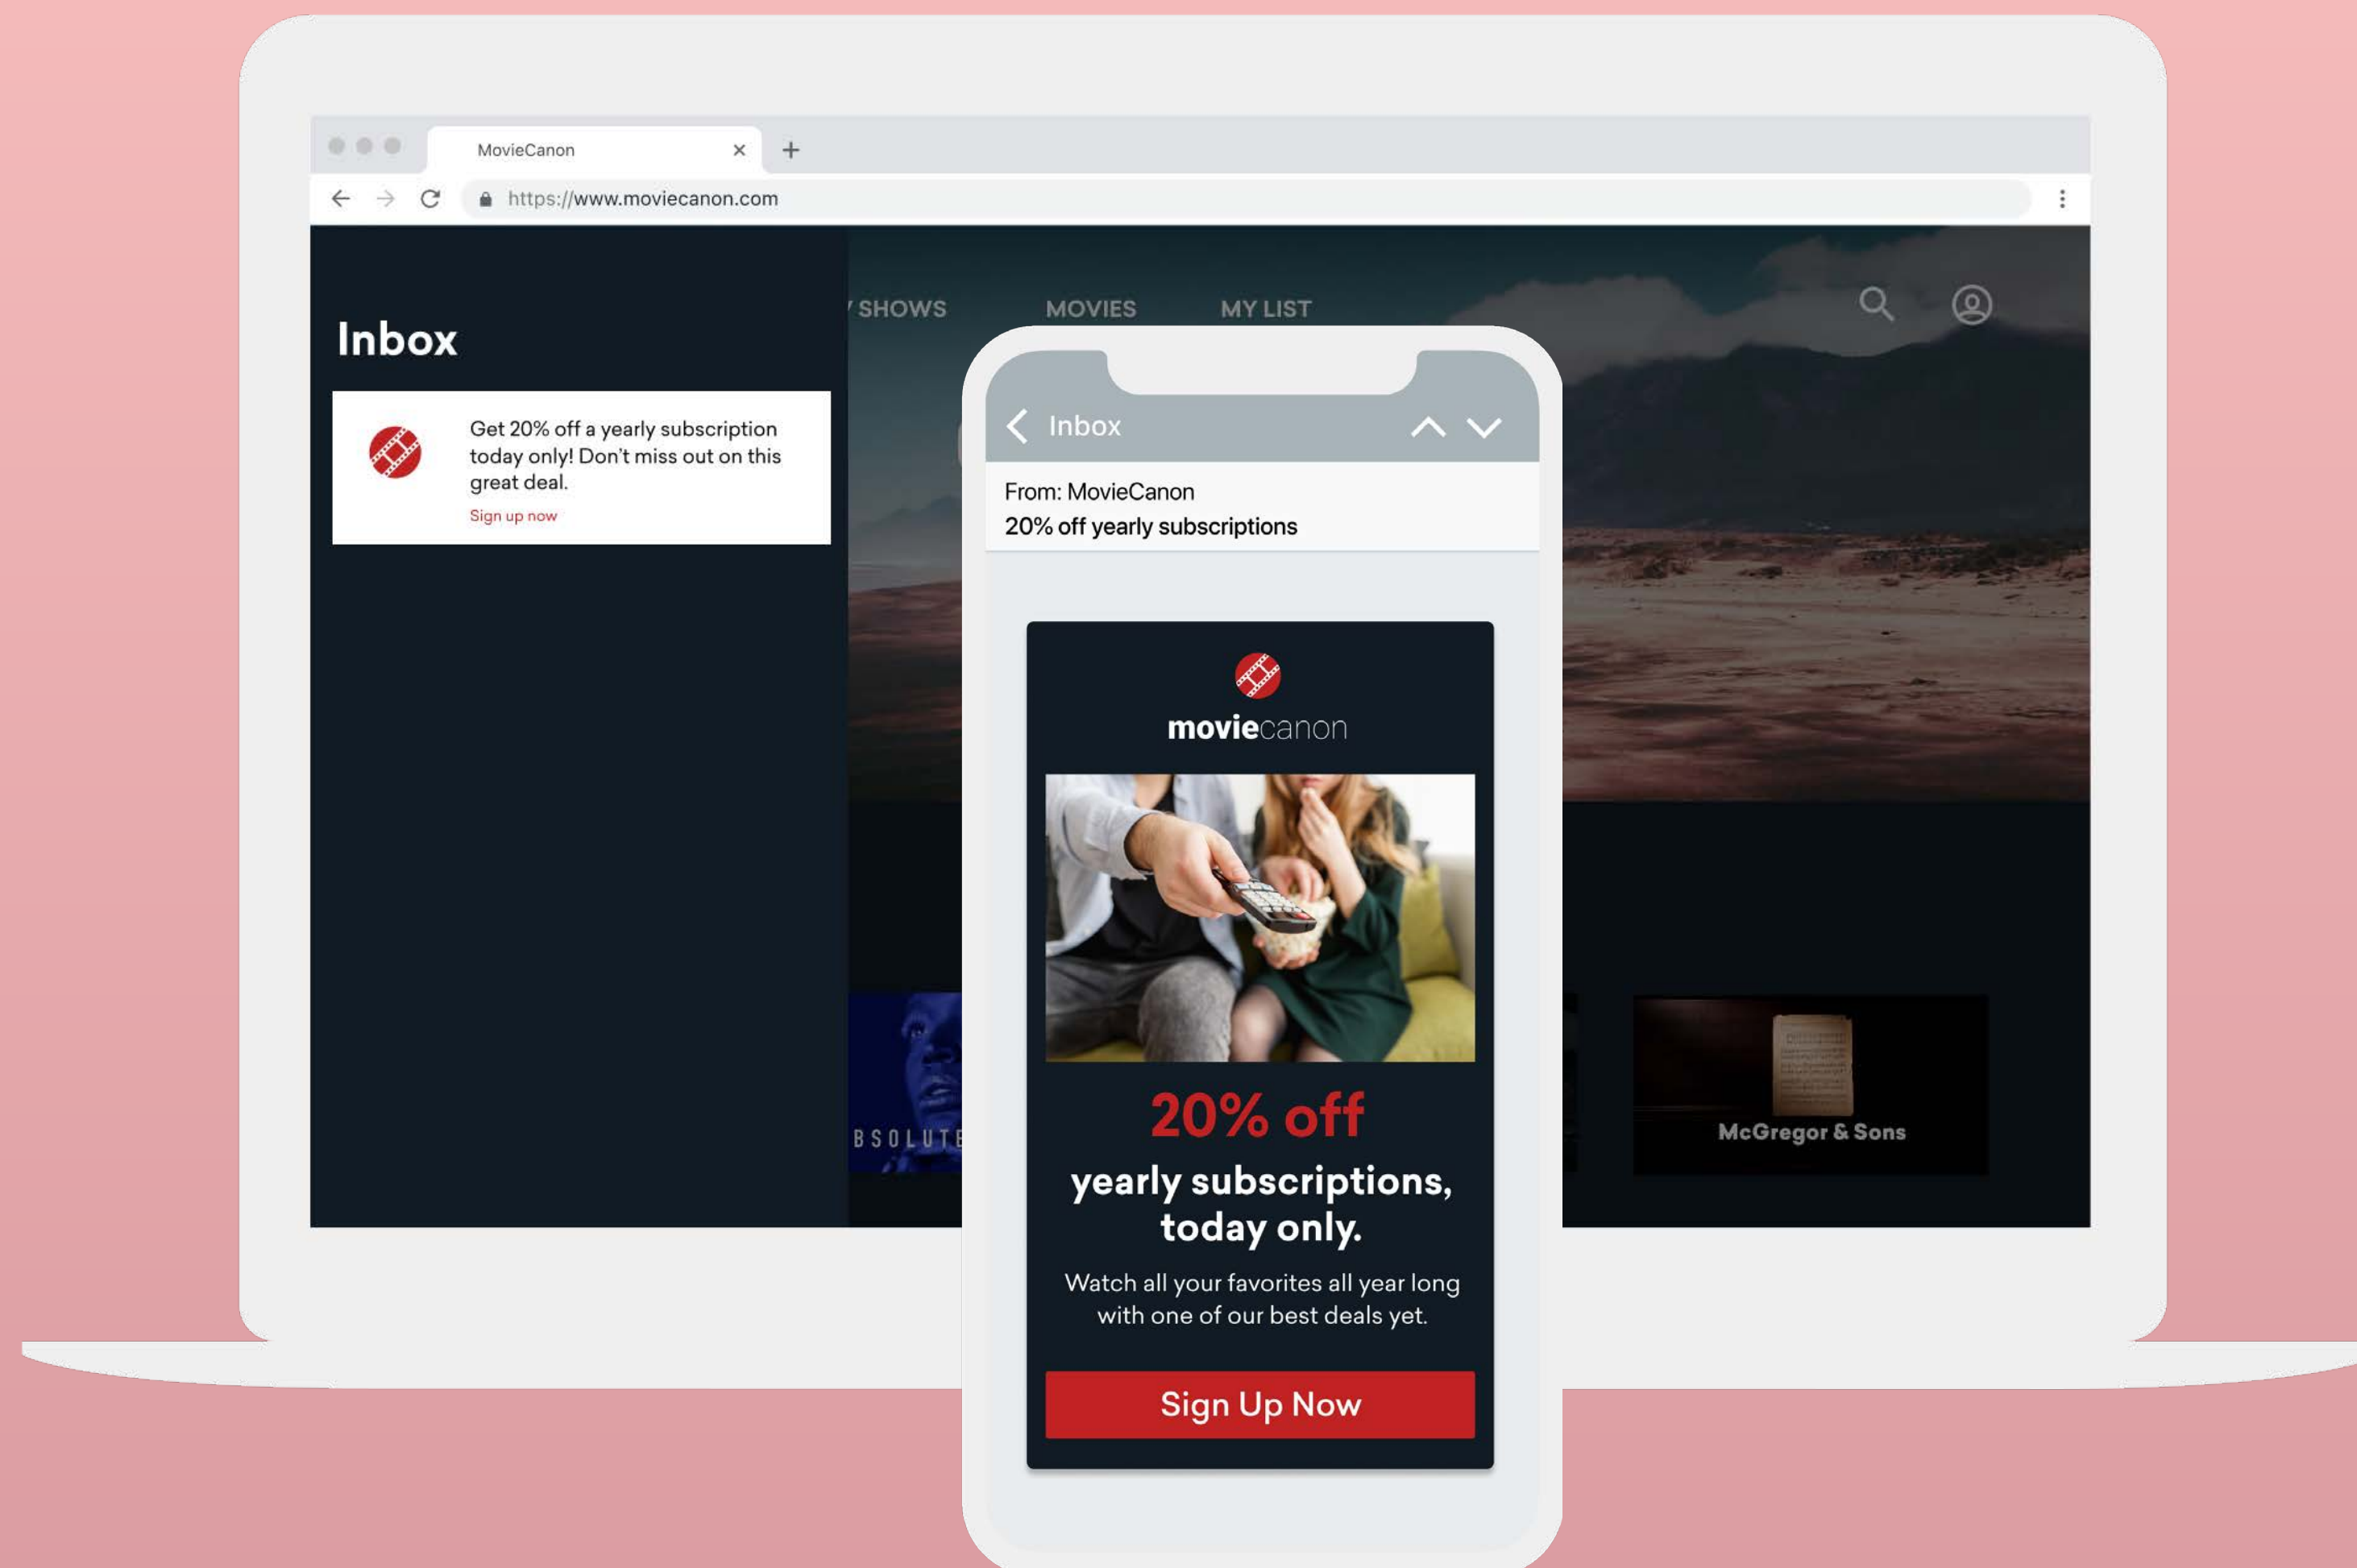 MovieCanon
https://www.moviecanon.com
SHOWS
MOVIES
MY LIST
Inbox
Get 20% off a yearly subscription
today only! Don't miss out on this
great deal.
Sign up now
BSOLUTE
McGregor & Sons
Inbox
From: MovieCanon
20% off yearly subscriptions
moviecanon
20% off
yearly subscriptions,
today only.
Watch all your favorites all year long
with one of our best deals yet.
Sign Up Now